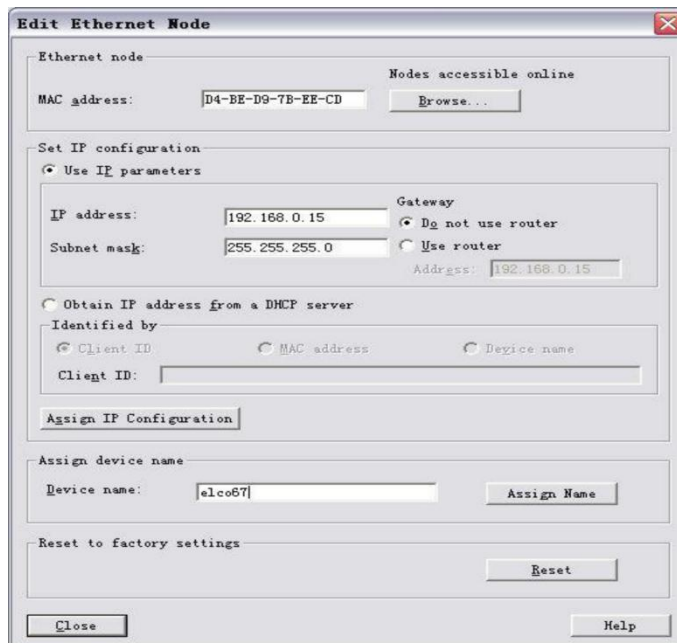 Edit Ethernet Node
Ethernet node
Nodes accessible online
MAC address: D4-BE-D9-7B-EE-CD Browse...
Set IP configuration
Use IP parameters
Gateway
IP address: 192.168.0.15 Do not use router
Subnet mask: 255.255.255.0 Use router
Address: 192.168.0.15
Obtain IP address from a DHCP server
Identified by
Client ID MAC address Device name
Client ID:
Assign IP Configuration
Assign device name
Device name: elco67 Assign Name
Reset to factory settings
Reset
Close Help